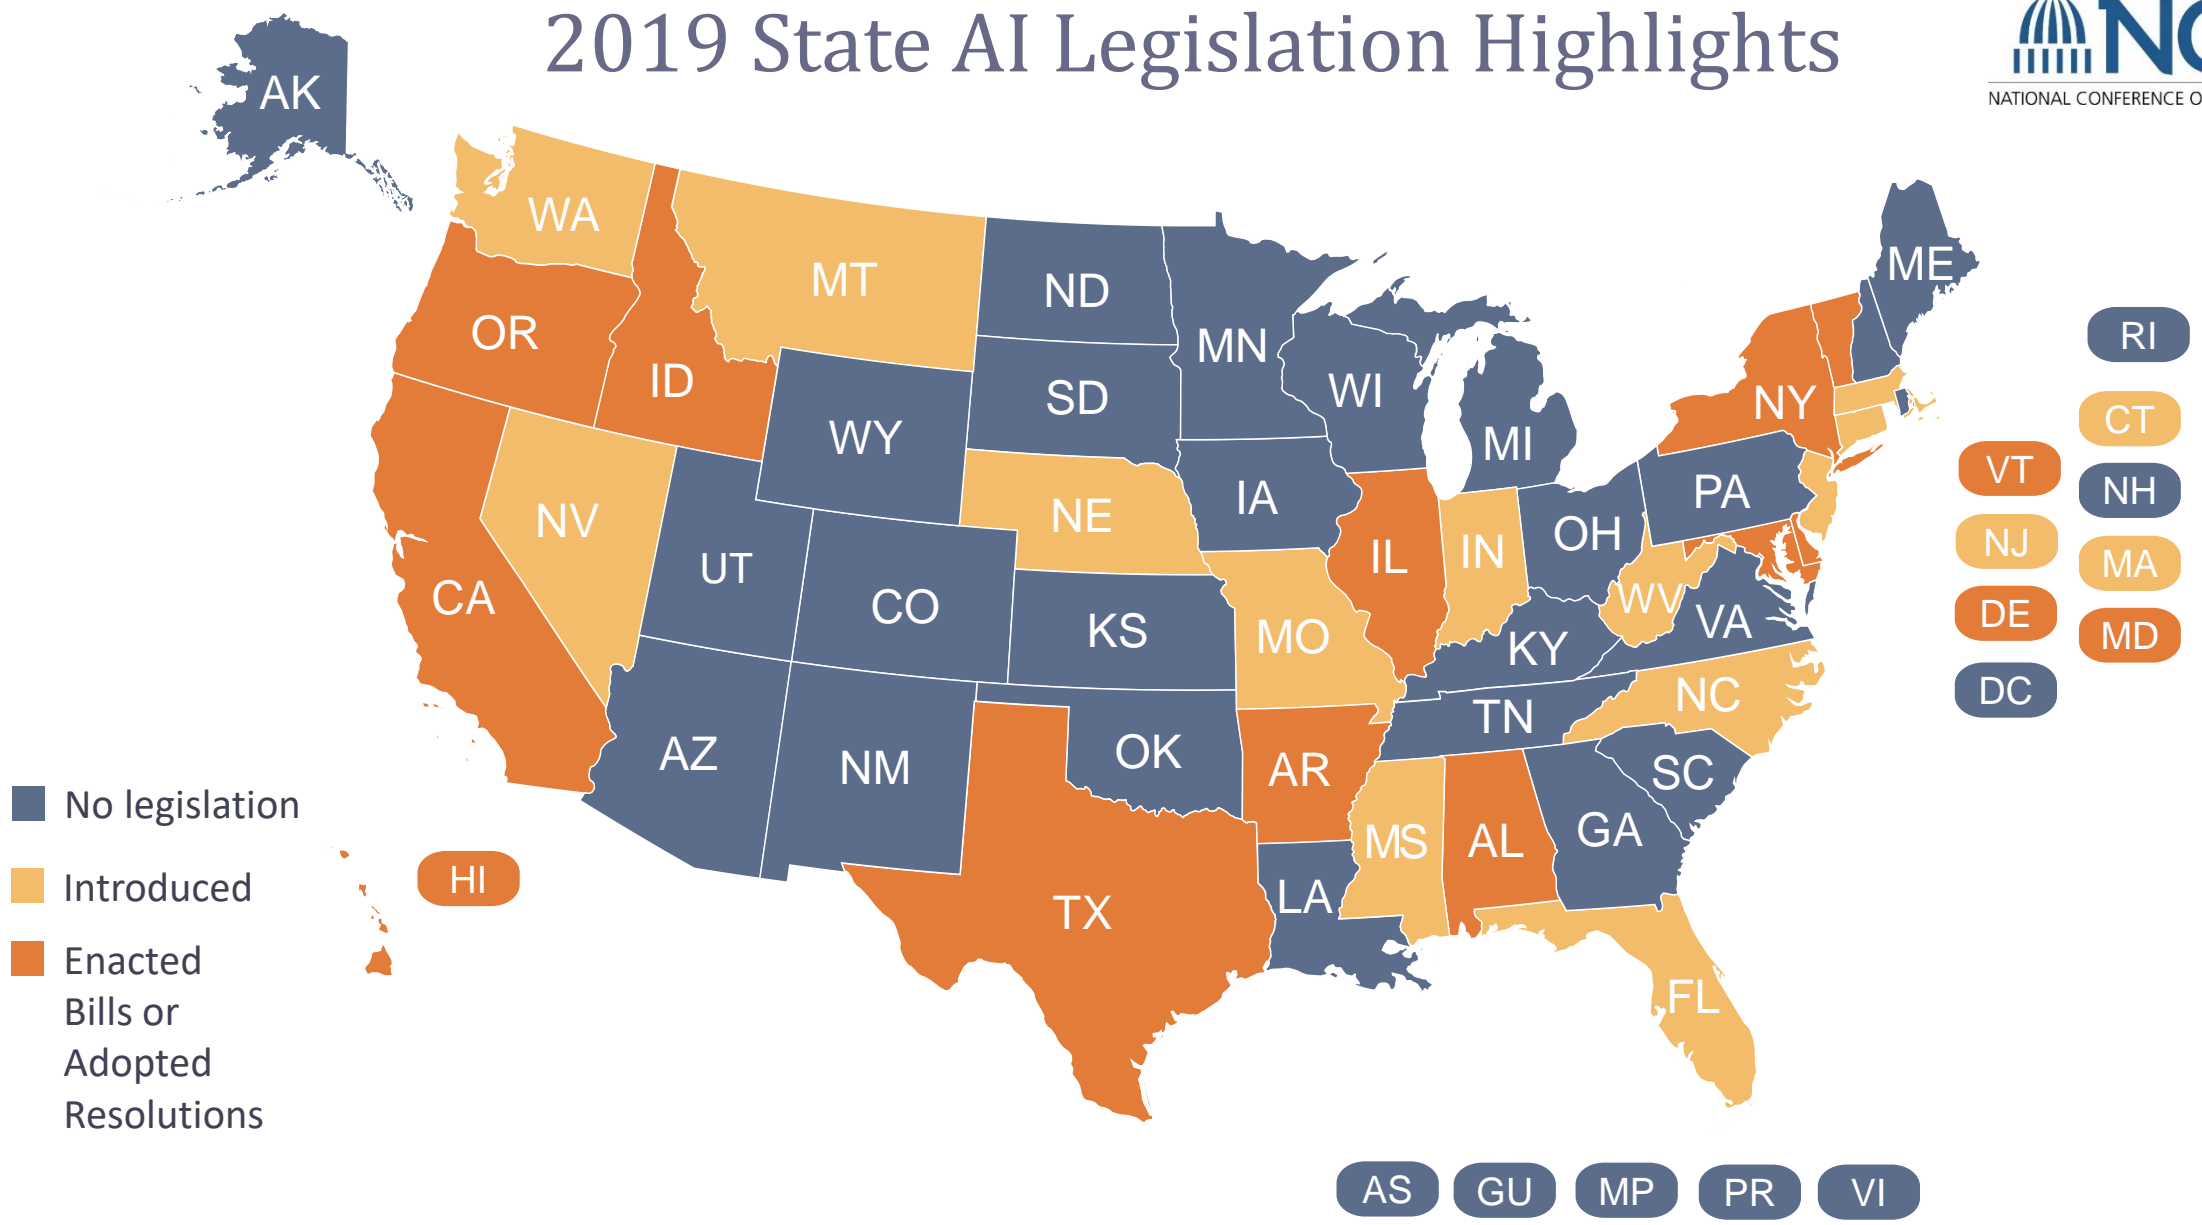 2019 State AI Legislation Highlights
NATIONAL CONFERENCE
AK
WA
MT
ND
MN
ME
OR
ID
SD
WI
MI
NY
RI
CT
VT
NH
NJ
MA
DE
MD
DC
WY
NV
NE
IA
PA
UT
CO
IL
IN
OH
WV
VA
CA
KS
MO
KY
NC
TN
AZ
NM
OK
AR
SC
MS
AL
GA
LA
TX
FL
HI
No legislation
Introduced
Enacted
Bills or
Adopted
Resolutions
AS GU MP PR VI